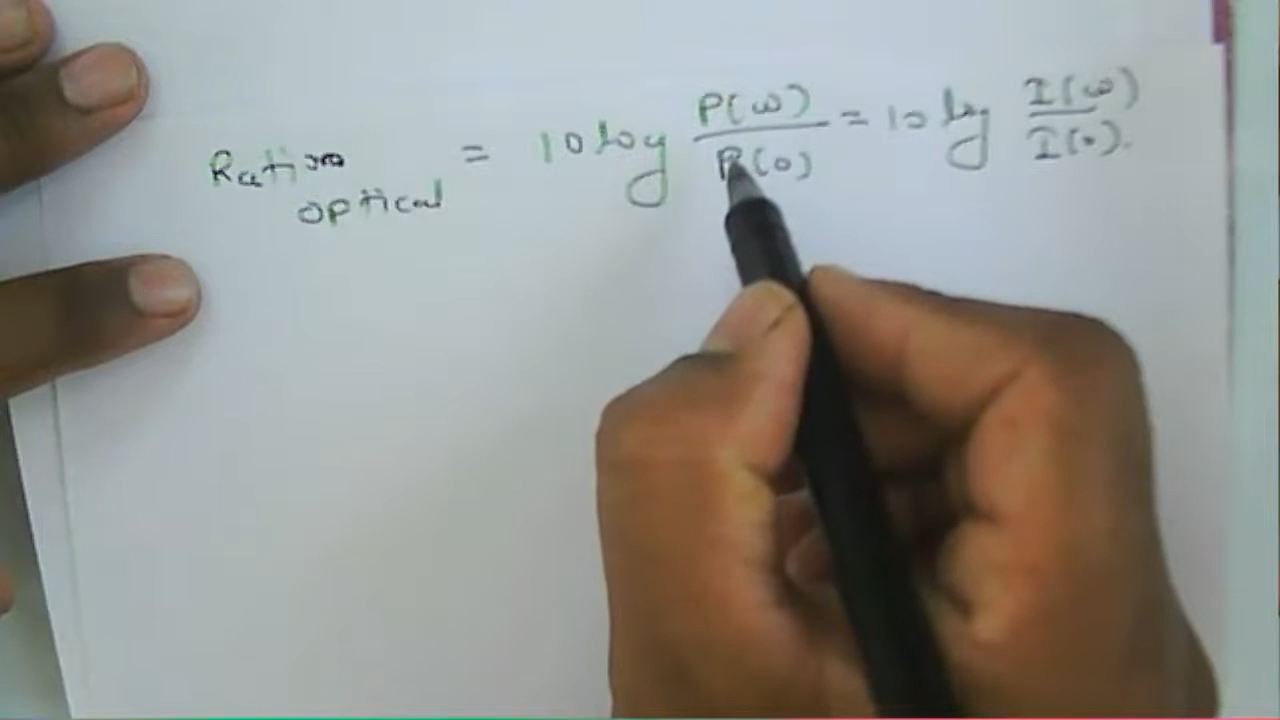 Ratio = 10 log P(ω)/P(0) = 10 log I(ω)/I(0).
optical